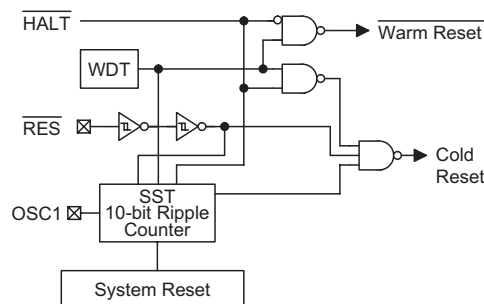 HALT
Warm Reset
WDT
RES
Cold
Reset
SST
10-bit Ripple
Counter
OSC1
System Reset